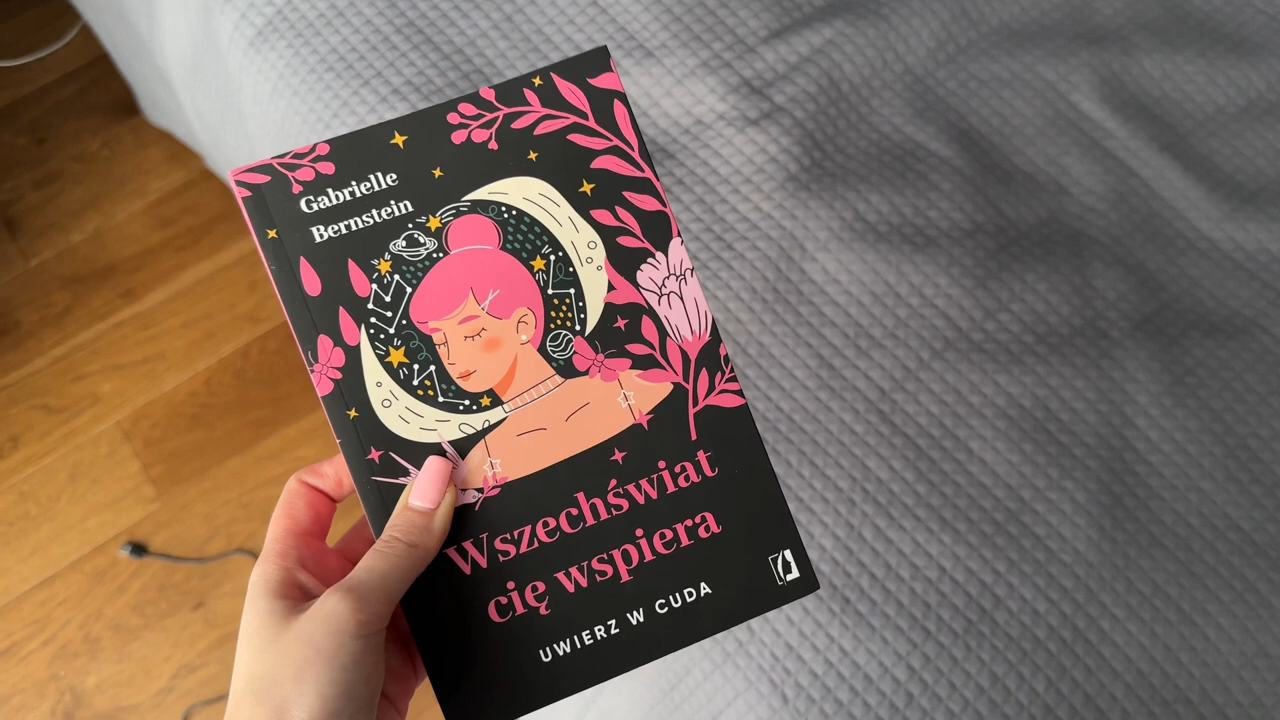 Gabrielle
Bernstein
Wszechświat
cię wspiera
UWIERZ W CUDA